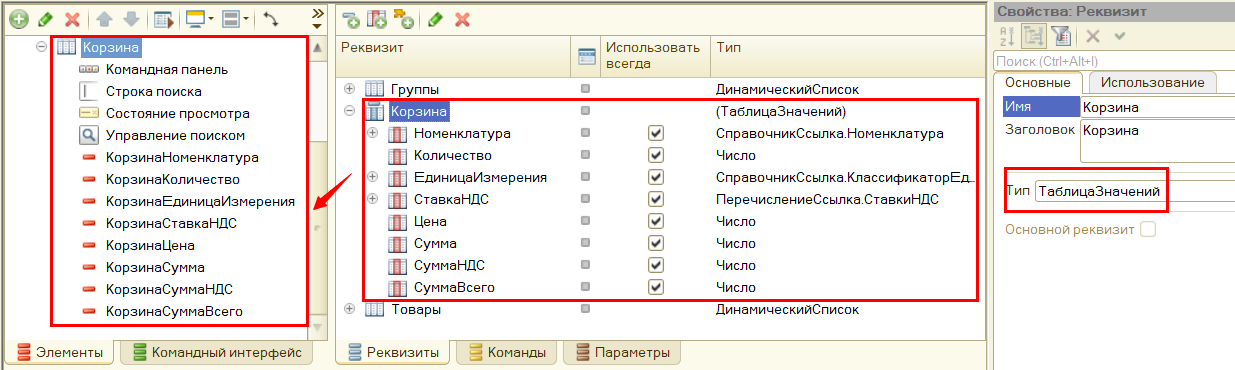 Корзина
Командная панель
Строка поиска
Состояние просмотра
Управление поиском
КорзинаНоменклатура
КорзинаКоличество
КорзинаЕдиницаИзмерения
КорзинаСтавкаНДС
КорзинаЦена
КорзинаСумма
КорзинаСуммаНДС
КорзинаСуммаВсего
Элементы Командный интерфейс
Реквизит Использовать всегда Тип
Группы ДинамическийСписок
Корзина (ТаблицаЗначений)
Номенклатура СправочникСсылка.Номенклатура
Количество Число
ЕдиницаИзмерения СправочникСсылка.КлассификаторЕд...
СтавкаНДС ПеречислениеСсылка.СтавкиНДС
Цена Число
Сумма Число
СуммаНДС Число
СуммаВсего Число
Товары ДинамическийСписок
Реквизиты Команды Параметры
Свойства: Реквизит
Поиск (Ctrl+Alt+I)
Основные Использование
Имя Корзина
Заголовок Корзина
Тип ТаблицаЗначений
Основной реквизит